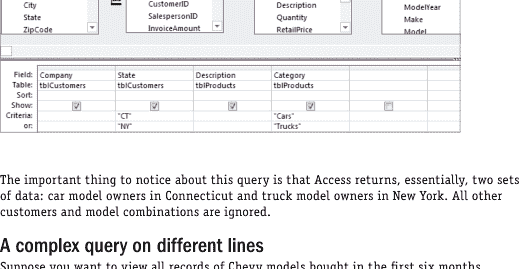 City
State
ZipCode
CustomerID
SalespersonID
InvoiceAmount
Description
Quantity
RetailPrice
ModelYear
Make
Model
Field: Company State Description Category
Table: tblCustomers tblCustomers tblProducts tblProducts
Sort:
Show:
Criteria: "CT" "Cars"
or: "NY" "Trucks"
The important thing to notice about this query is that Access returns, essentially, two sets
of data: car model owners in Connecticut and truck model owners in New York. All other
customers and model combinations are ignored.
A complex query on different lines
Suppose you want to view all records of Chevy models bought in the first six months